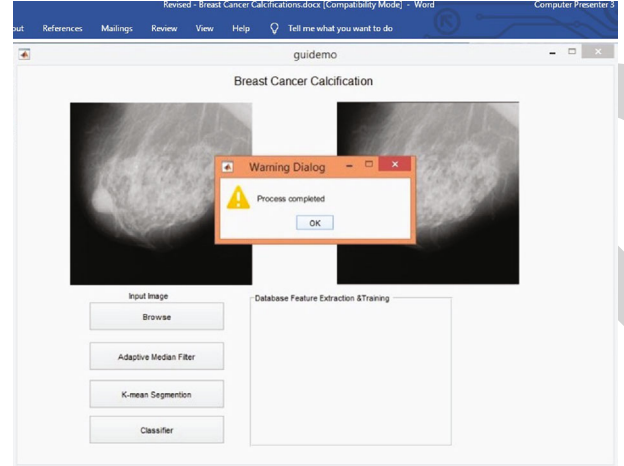 Revised - Breast Cancer Calcifications.docx [Compatibility Mode] - Word
Computer Presenter 3
out References Mailings Review View Help Tell me what you want to do
guidemo
Breast Cancer Calcification
Warning Dialog
Process completed
OK
Input Image
Browse
Adaptive Median Filter
K-mean Segmention
Classifier
Database Feature Extraction &Training